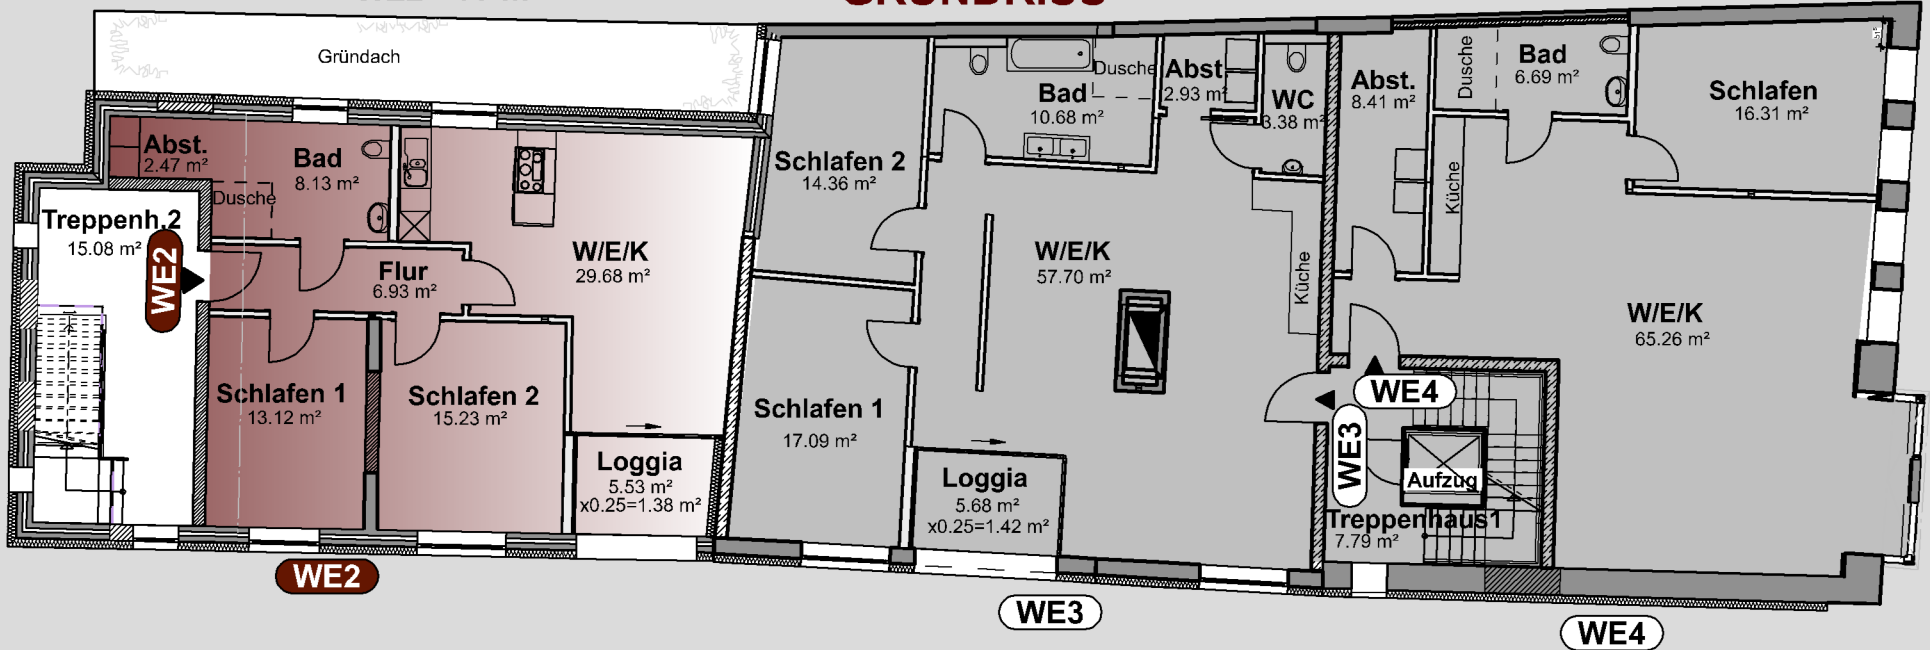 GRUNDRISS
Gründach
Abst.
2.47 m²
Bad
8.13 m²
Dusche
Treppenh.2
15.08 m²
WE2
Flur
6.93 m²
W/E/K
29.68 m²
Schlafen 1
13.12 m²
Schlafen 2
15.23 m²
Loggia
5.53 m²
x0.25=1.38 m²
WE2
Schlafen 2
14.36 m²
Bad
10.68 m²
Dusche
Abst
2.93 m²
WC
3.38 m²
W/E/K
57.70 m²
Küche
Schlafen 1
17.09 m²
Loggia
5.68 m²
x0.25=1.42 m²
WE3
WE3
Abst.
8.41 m²
Dusche
Bad
6.69 m²
Schlafen
16.31 m²
Küche
W/E/K
65.26 m²
WE4
Aufzug
Treppenhaus1
7.79 m²
WE4